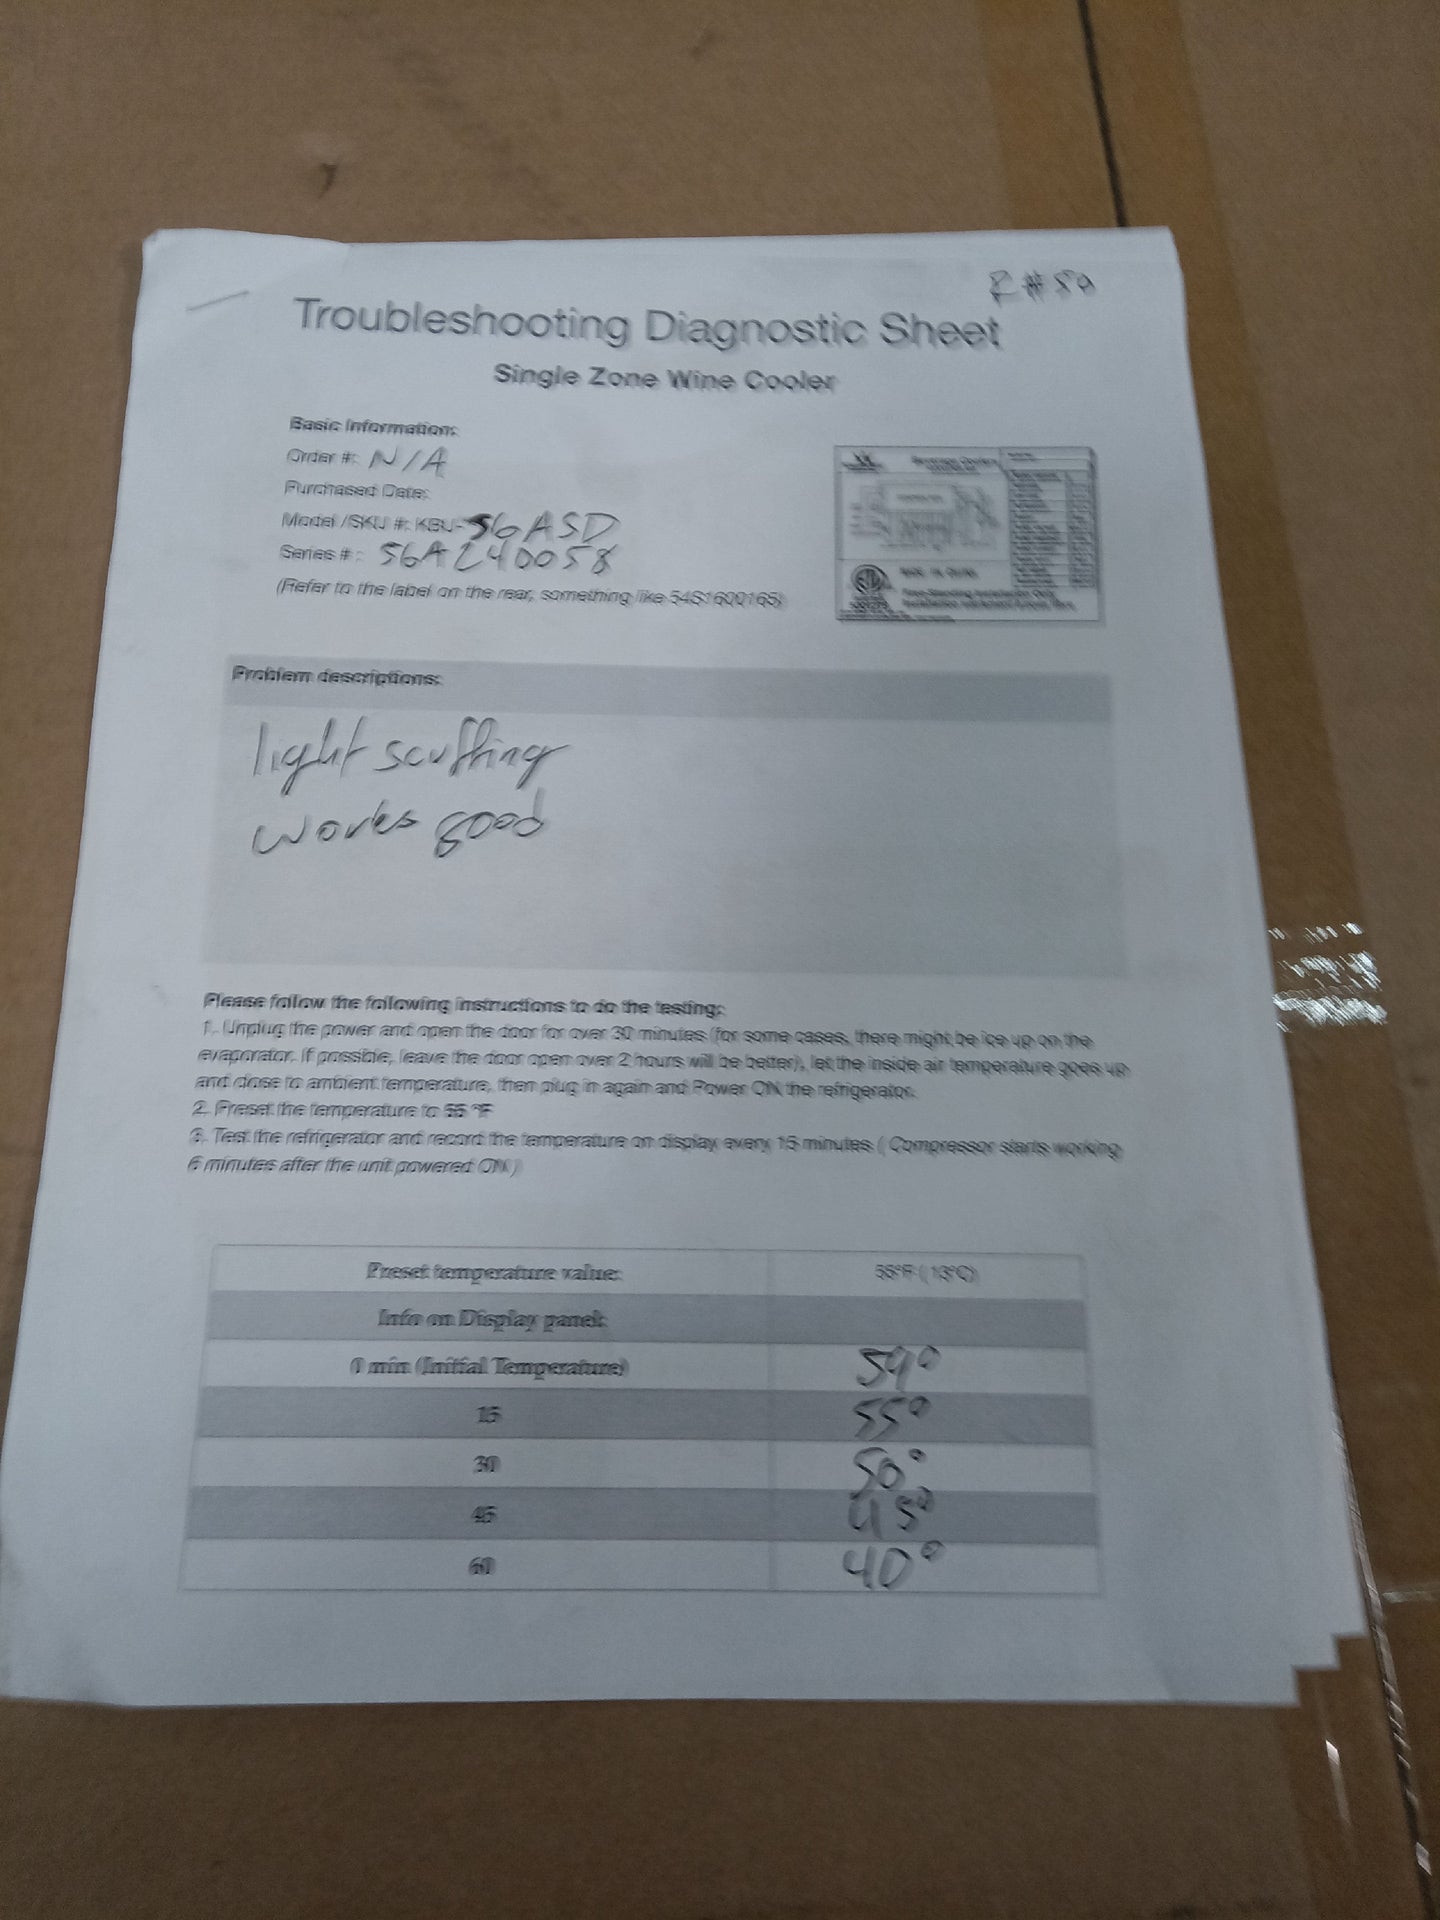 R#59
Troubleshooting Diagnostic Sheet
Single Zone Wine Cooler
Basic Information:
Order #: N/A
Purchased Date:
Model /SKU #: KBU-56ASD
Series #: 56A240058
(Refer to the label on the rear, something like 54S1600165)
Beverage Coolers
Problem descriptions:
light scuffing
works good
Please follow the following instructions to do the testing:
1. Unplug the power and open the door for over 30 minutes (for some cases, there might be ice up on the
evaporator. If possible, leave the door open over 2 hours will be better), let the inside air temperature goes up
and close to ambient temperature, then plug in again and Power ON the refrigerator.
2. Preset the temperature to 55 °F
3. Test the refrigerator and record the temperature on display every 15 minutes ( Compressor starts working
6 minutes after the unit powered ON )
Preset temperature value: 55°F ( 13°C)
Info on Display panel:
0 min (Initial Temperature) 59°
15 55°
30 50°
45 45°
60 40°